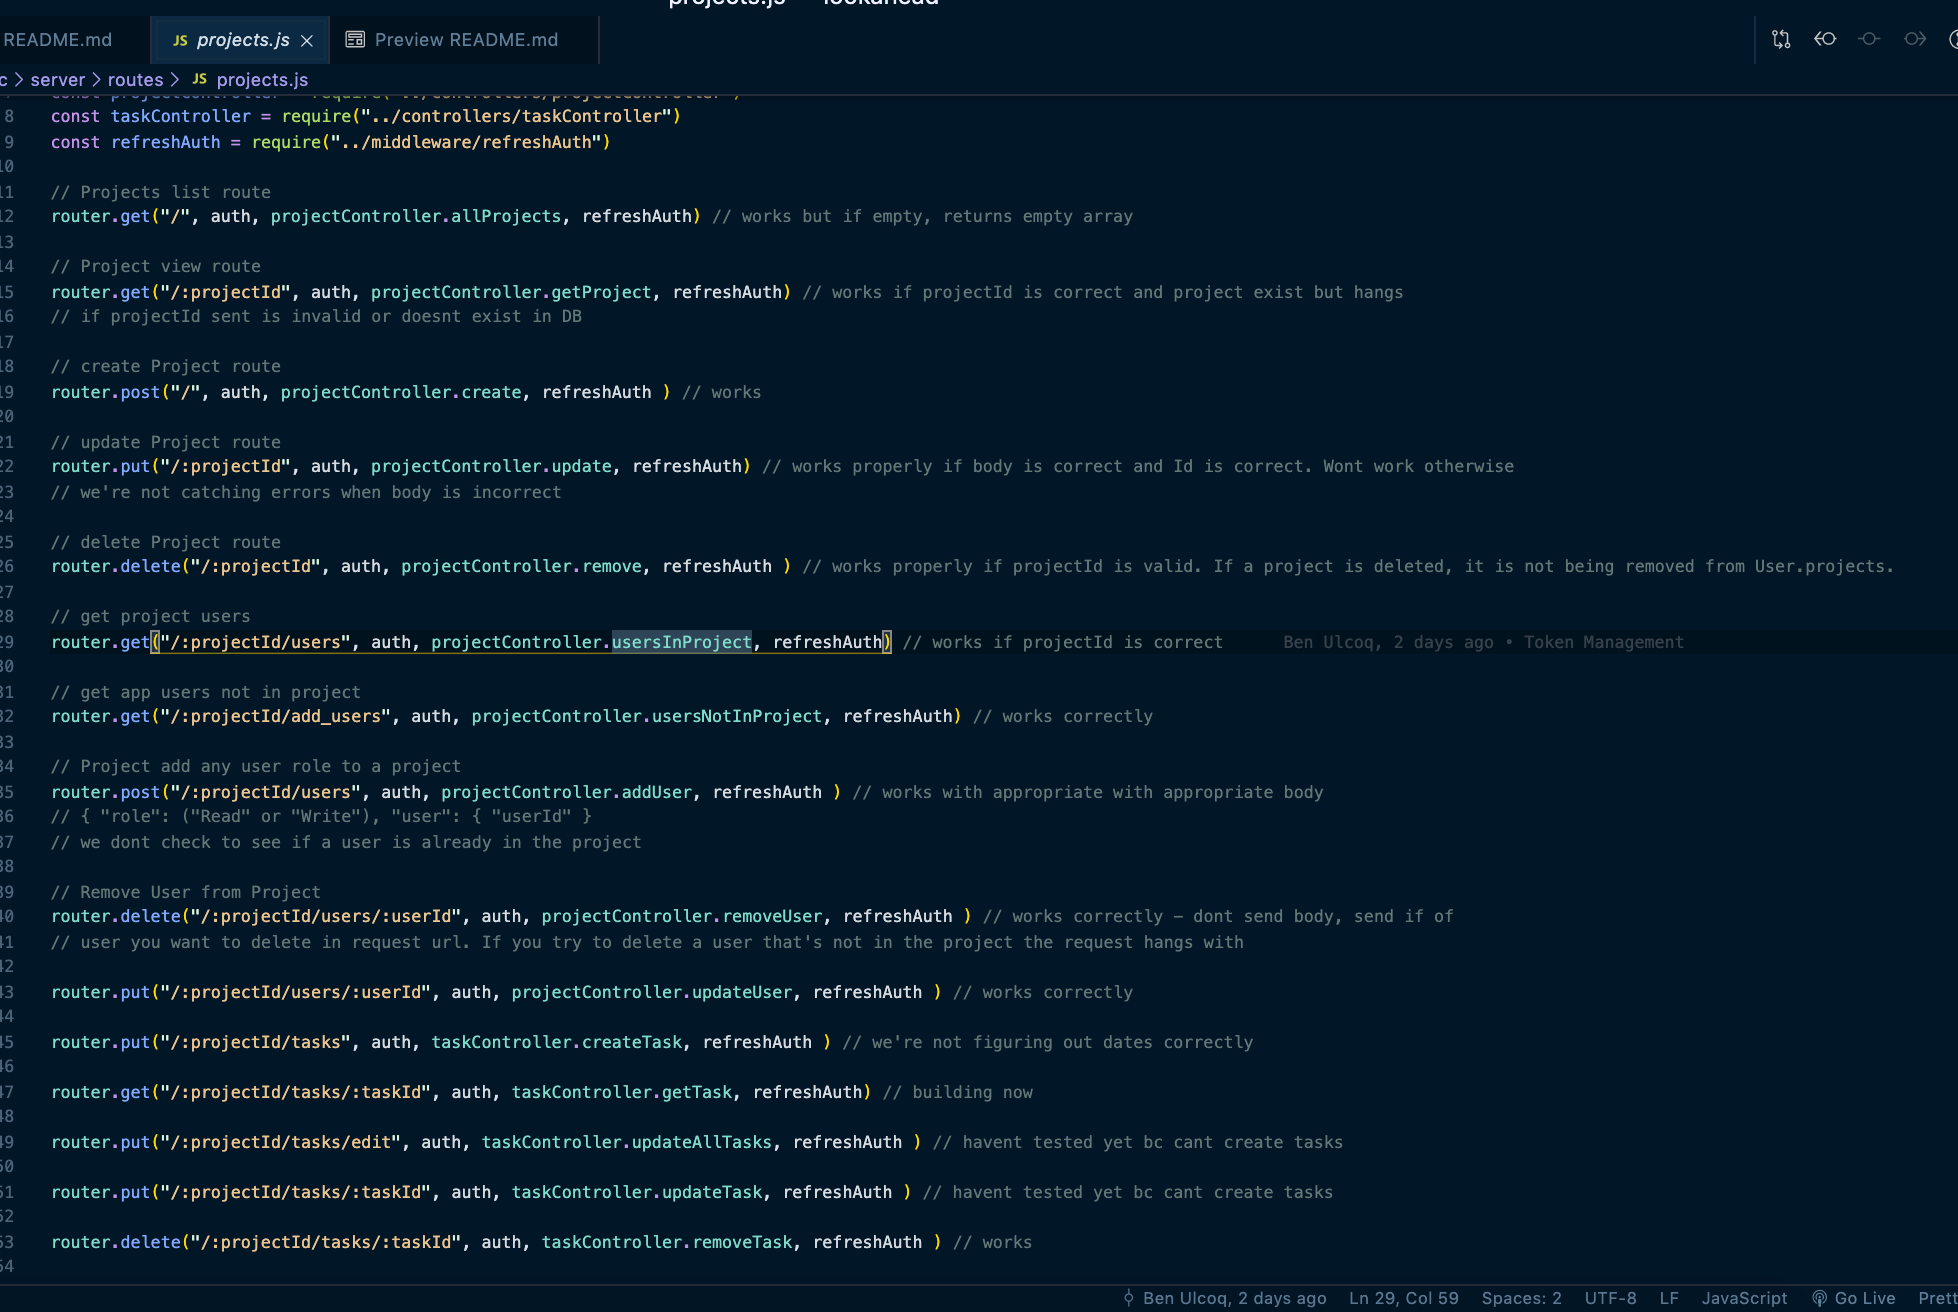 projects.js — lookahead
README.md
JS projects.js
Preview README.md
c > server > routes > JS projects.js
const projectController = require("../controllers/projectController")
8 const taskController = require("../controllers/taskController")
9 const refreshAuth = require("../middleware/refreshAuth")
10
11 // Projects list route
12 router.get("/", auth, projectController.allProjects, refreshAuth) // works but if empty, returns empty array
13
14 // Project view route
15 router.get("/:projectId", auth, projectController.getProject, refreshAuth) // works if projectId is correct and project exist but hangs
16 // if projectId sent is invalid or doesnt exist in DB
17
18 // create Project route
19 router.post("/", auth, projectController.create, refreshAuth ) // works
20
21 // update Project route
22 router.put("/:projectId", auth, projectController.update, refreshAuth) // works properly if body is correct and Id is correct. Wont work otherwise
23 // we're not catching errors when body is incorrect
24
25 // delete Project route
26 router.delete("/:projectId", auth, projectController.remove, refreshAuth ) // works properly if projectId is valid. If a project is deleted, it is not being removed from User.projects.
27
28 // get project users
29 router.get("/:projectId/users", auth, projectController.usersInProject, refreshAuth) // works if projectId is correct Ben Ulcoq, 2 days ago • Token Management
30
31 // get app users not in project
32 router.get("/:projectId/add_users", auth, projectController.usersNotInProject, refreshAuth) // works correctly
33
34 // Project add any user role to a project
35 router.post("/:projectId/users", auth, projectController.addUser, refreshAuth ) // works with appropriate with appropriate body
36 // { "role": ("Read" or "Write"), "user": { "userId" }
37 // we dont check to see if a user is already in the project
38
39 // Remove User from Project
40 router.delete("/:projectId/users/:userId", auth, projectController.removeUser, refreshAuth ) // works correctly – dont send body, send if of
41 // user you want to delete in request url. If you try to delete a user that's not in the project the request hangs with
42
43 router.put("/:projectId/users/:userId", auth, projectController.updateUser, refreshAuth ) // works correctly
44
45 router.put("/:projectId/tasks", auth, taskController.createTask, refreshAuth ) // we're not figuring out dates correctly
46
47 router.get("/:projectId/tasks/:taskId", auth, taskController.getTask, refreshAuth) // building now
48
49 router.put("/:projectId/tasks/edit", auth, taskController.updateAllTasks, refreshAuth ) // havent tested yet bc cant create tasks
50
51 router.put("/:projectId/tasks/:taskId", auth, taskController.updateTask, refreshAuth ) // havent tested yet bc cant create tasks
52
53 router.delete("/:projectId/tasks/:taskId", auth, taskController.removeTask, refreshAuth ) // works
54
Ben Ulcoq, 2 days ago Ln 29, Col 59 Spaces: 2 UTF-8 LF JavaScript Go Live Prett